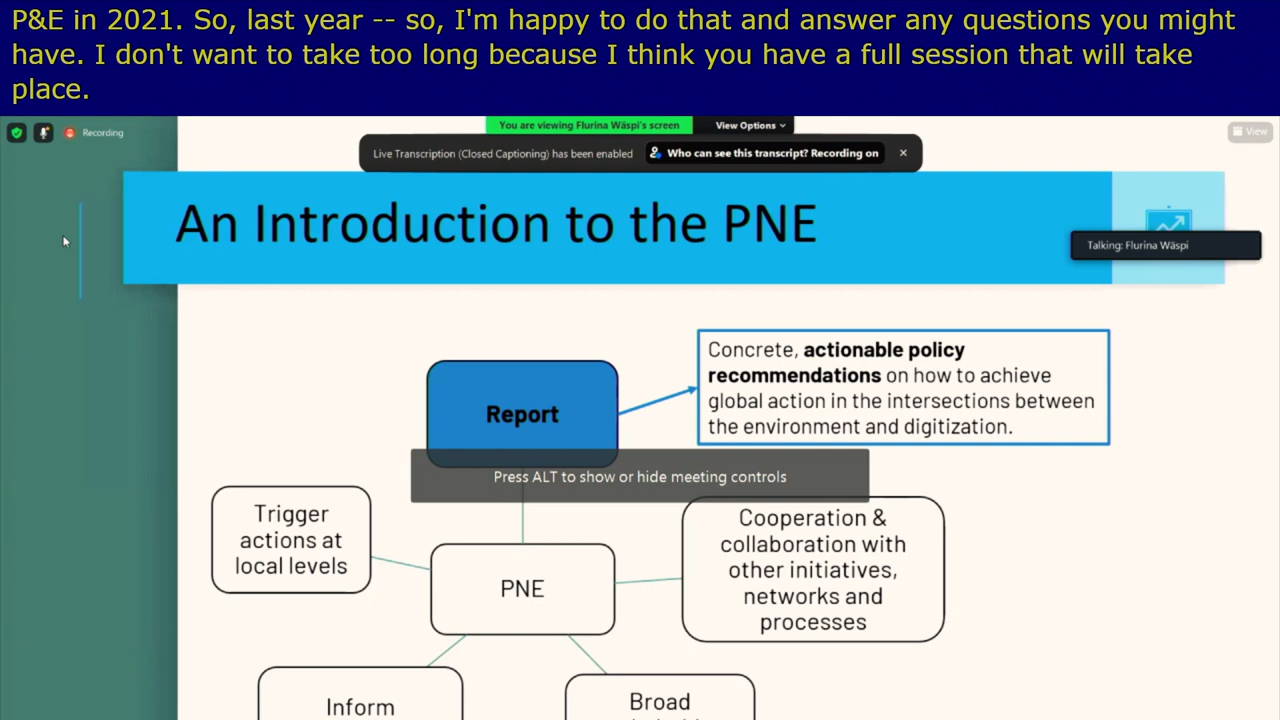 P&E in 2021. So, last year -- so, I'm happy to do that and answer any questions you might
have. I don't want to take too long because I think you have a full session that will take
place.
Recording
You are viewing Flurina Wäspi's screen
View Options
View
Live Transcription (Closed Captioning) has been enabled
Who can see this transcript? Recording on
An Introduction to the PNE
Talking: Flurina Wäspi
Report
Concrete, actionable policy
recommendations on how to achieve
global action in the intersections between
the environment and digitization.
Press ALT to show or hide meeting controls
Trigger
actions at
local levels
PNE
Cooperation &
collaboration with
other initiatives,
networks and
processes
Inform
Broad